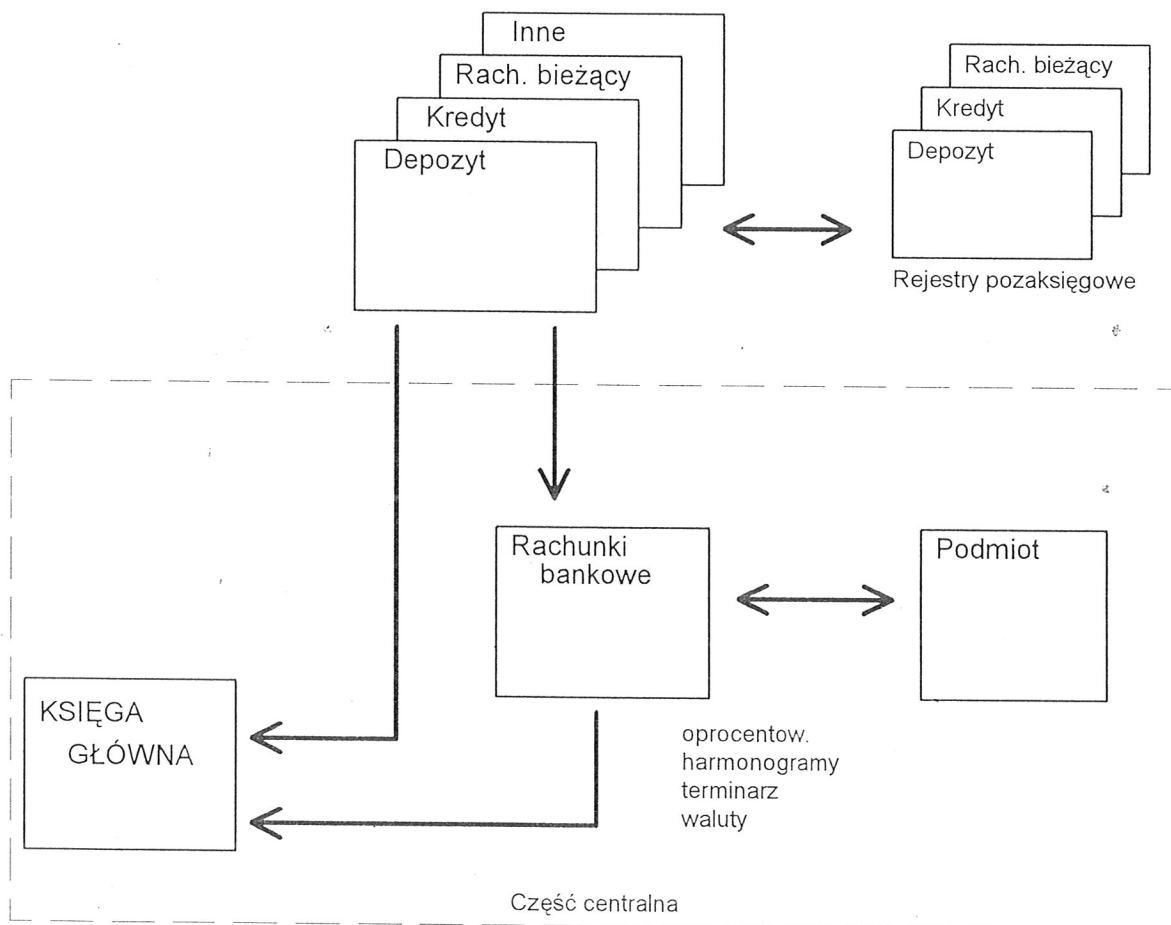 Inne
Rach. bieżący
Kredyt
Depozyt
Rach. bieżący
Kredyt
Depozyt
Rejestry pozaksięgowe
Rachunki
bankowe
Podmiot
KSIĘGA
GŁÓWNA
oprocentow.
harmonogramy
terminarz
waluty
Część centralna